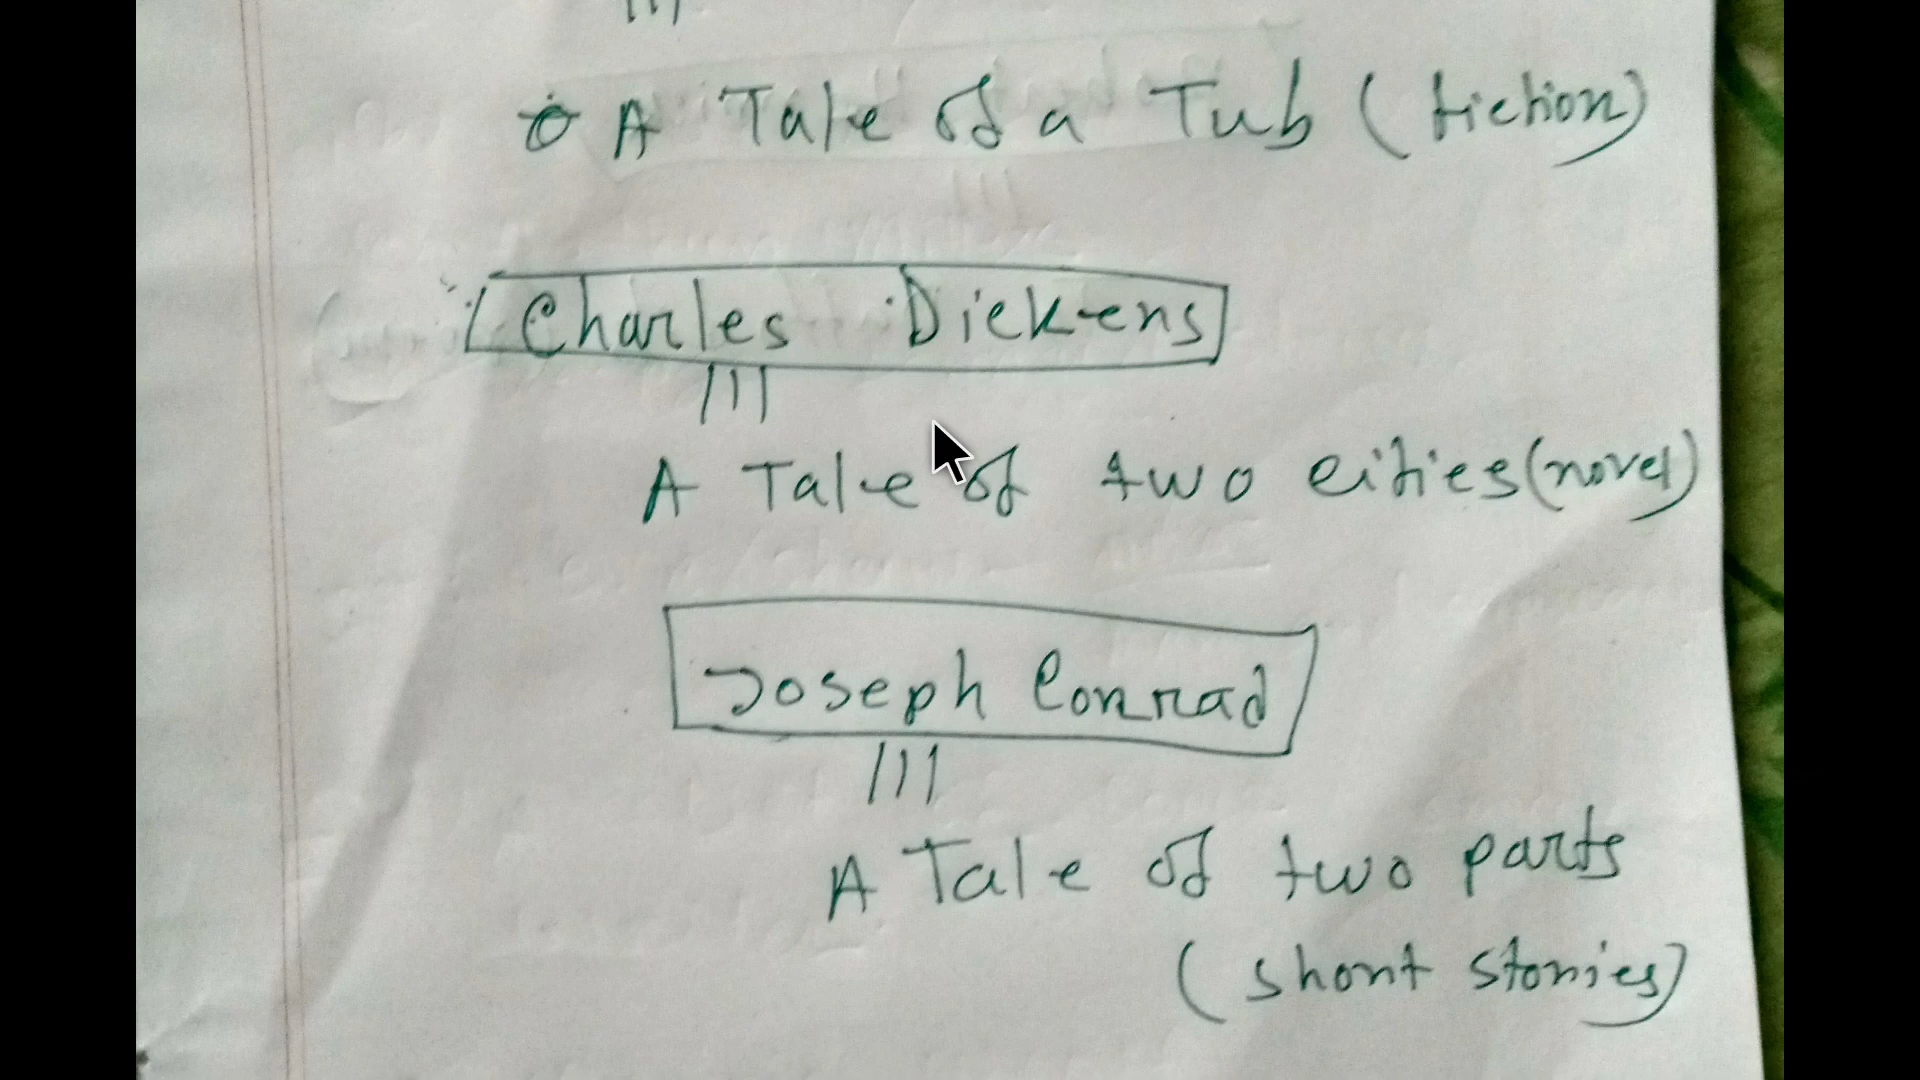 A Tale of a Tub (fiction)
Charles Dickens
A Tale of two cities (novel)
Joseph Conrad
A Tale of two parts
(short stories)